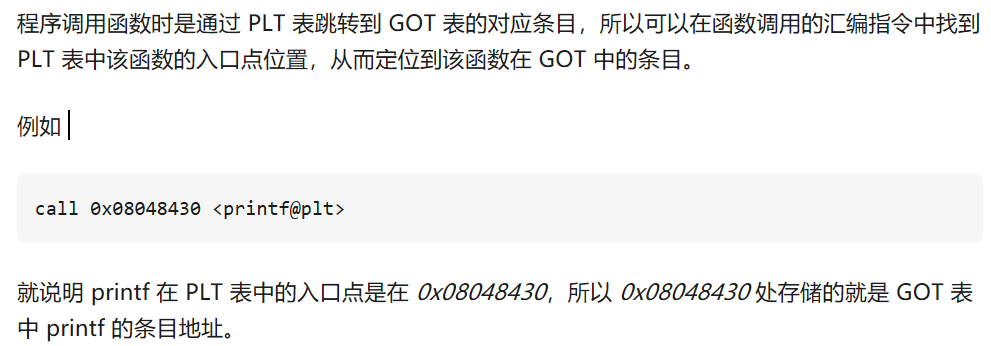 程序调用函数时是通过 PLT 表跳转到 GOT 表的对应条目，所以可以在函数调用的汇编指令中找到
PLT 表中该函数的入口点位置，从而定位到该函数在 GOT 中的条目。
例如
call 0x08048430 <printf@plt>
就说明 printf 在 PLT 表中的入口点是在 0x08048430，所以 0x08048430 处存储的就是 GOT 表
中 printf 的条目地址。